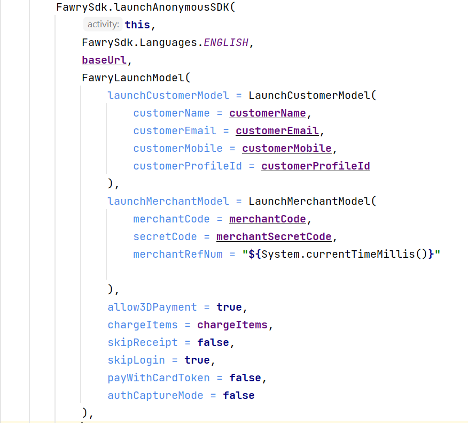 FawrySdk.launchAnonymousSDK(
activity: this,
FawrySdk.Languages.ENGLISH,
baseUrl,
FawryLaunchModel(
launchCustomerModel = LaunchCustomerModel(
customerName = customerName,
customerEmail = customerEmail,
customerMobile = customerMobile,
customerProfileId = customerProfileId
),
launchMerchantModel = LaunchMerchantModel(
merchantCode = merchantCode,
secretCode = merchantSecretCode,
merchantRefNum = "${System.currentTimeMillis()}"
),
allow3DPayment = true,
chargeItems = chargeItems,
skipReceipt = false,
skipLogin = true,
payWithCardToken = false,
authCaptureMode = false
),